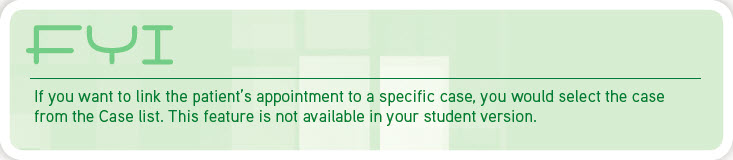 FYI
If you want to link the patient's appointment to a specific case, you would select the case
from the Case list. This feature is not available in your student version.